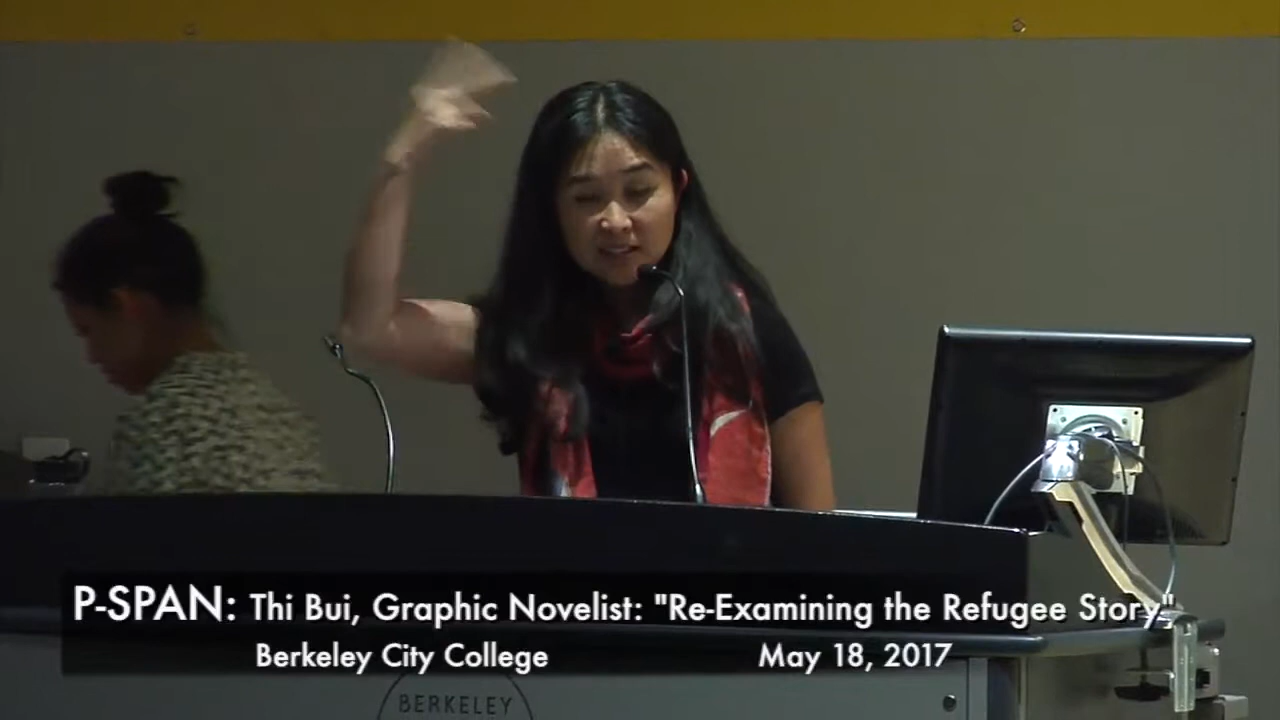 P-SPAN: Thi Bui, Graphic Novelist: "Re-Examining the Refugee Story"
Berkeley City College May 18, 2017
BERKELEY